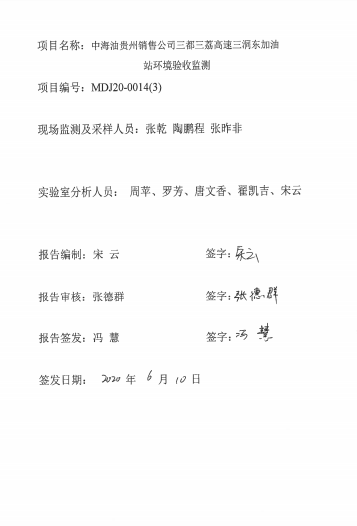 项目名称：中海油贵州销售公司三都三荔高速三洞东加油
站环境验收监测
项目编号：MDJ20-0014(3)
现场监测及采样人员：张乾 陶鹏程 张昨非
实验室分析人员： 周苹、罗芳、唐文香、翟凯吉、宋云
报告编制：宋 云 签字：宋云
报告审核：张德群 签字：张德群
报告签发：冯 慧 签字：冯 慧
签发日期： 2020 年 6 月 10 日